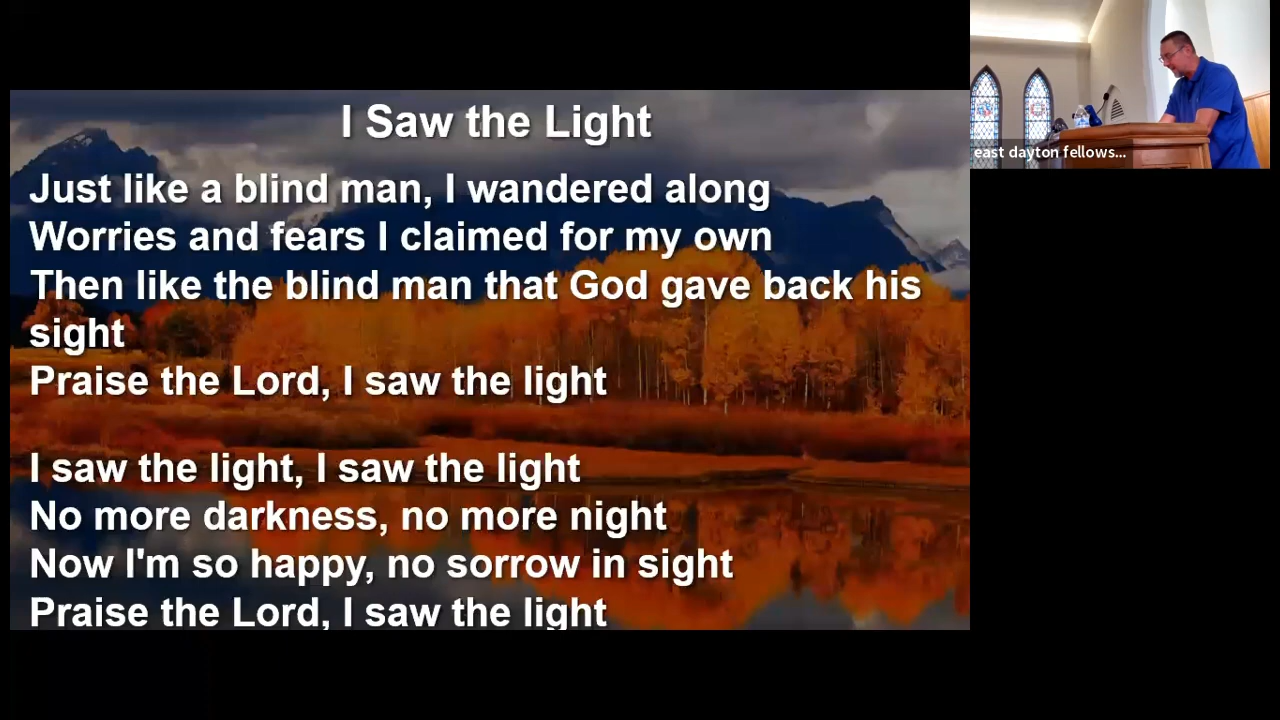 I Saw the Light
Just like a blind man, I wandered along
Worries and fears I claimed for my own
Then like the blind man that God gave back his
sight
Praise the Lord, I saw the light
I saw the light, I saw the light
No more darkness, no more night
Now I'm so happy, no sorrow in sight
Praise the Lord, I saw the light
east dayton fellows...